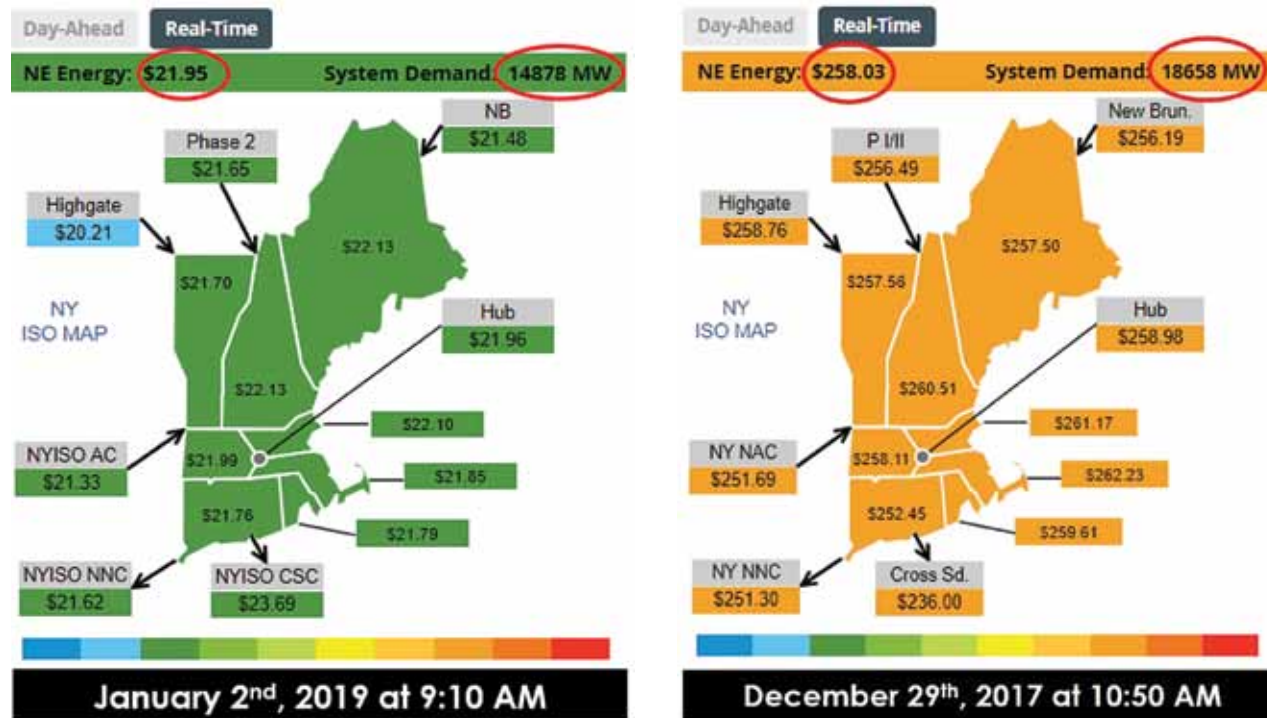 Day-Ahead Real-Time
NE Energy: $21.95 System Demand: 14878 MW
NB
$21.48
Phase 2
$21.65
Highgate
$20.21
$22.13
$21.70
NY
ISO MAP
Hub
$21.96
$22.13
$22.10
NYISO AC
$21.33
$21.99
$21.85
$21.76
$21.79
NYISO NNC
$21.62
NYISO CSC
$23.69
January 2nd, 2019 at 9:10 AM
Day-Ahead Real-Time
NE Energy: $258.03 System Demand: 18658 MW
New Brun.
$256.19
P I/II
$256.49
Highgate
$258.76
$257.50
$257.56
NY
ISO MAP
Hub
$258.98
$260.51
$261.17
NY NAC
$251.69
$258.11
$262.23
$252.45
$259.61
NY NNC
$251.30
Cross Sd.
$236.00
December 29th, 2017 at 10:50 AM